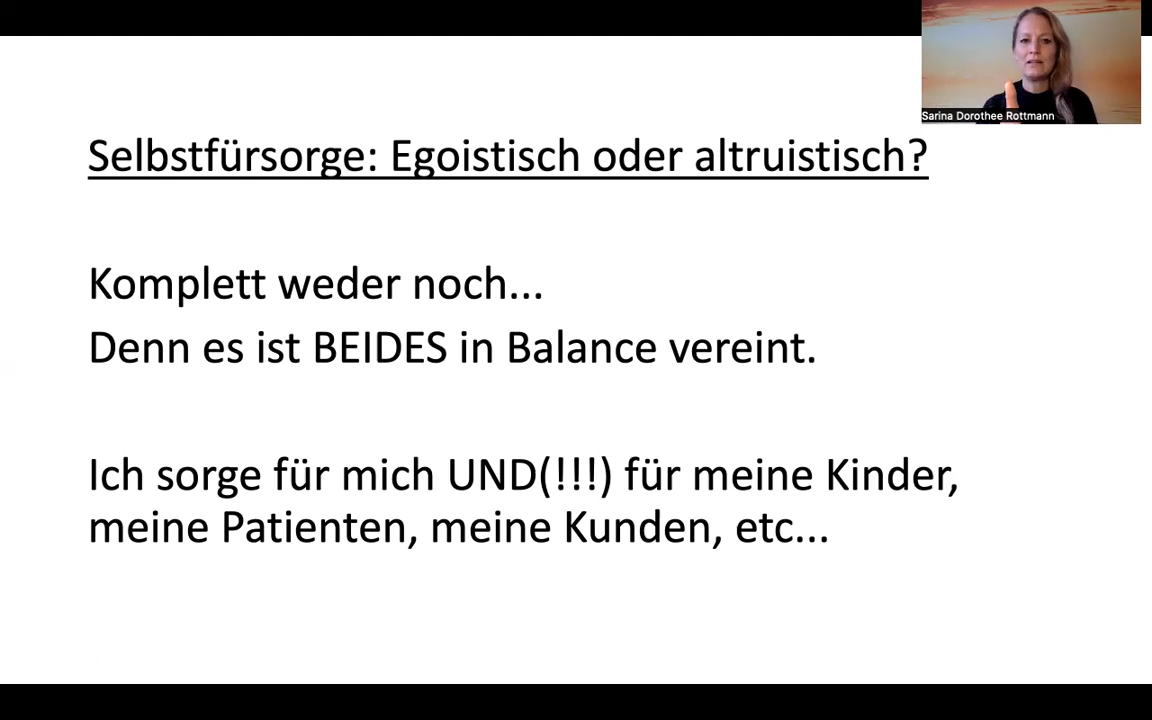 Sarina Dorothee Rottmann
Selbstfürsorge: Egoistisch oder altruistisch?
Komplett weder noch...
Denn es ist BEIDES in Balance vereint.
Ich sorge für mich UND(!!!) für meine Kinder,
meine Patienten, meine Kunden, etc...